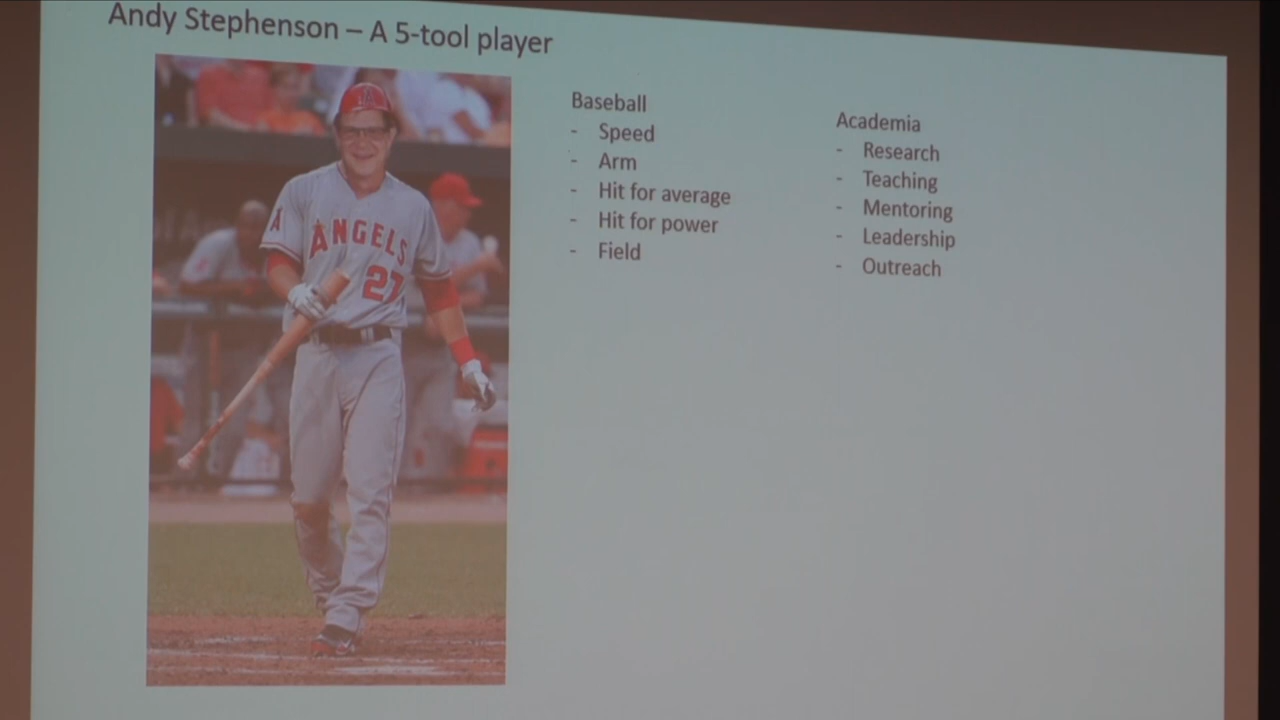 Andy Stephenson – A 5-tool player
Baseball
- Speed
- Arm
- Hit for average
- Hit for power
- Field
Academia
- Research
- Teaching
- Mentoring
- Leadership
- Outreach
A
A
ANGELS
27